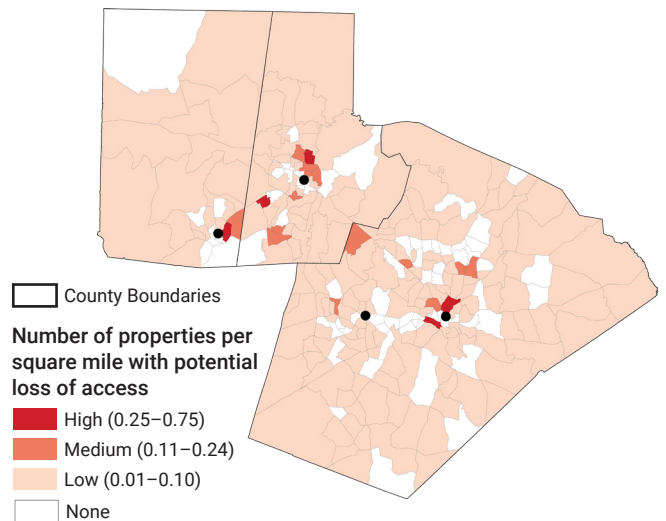 County Boundaries
Number of properties per
square mile with potential
loss of access
High (0.25–0.75)
Medium (0.11–0.24)
Low (0.01–0.10)
None